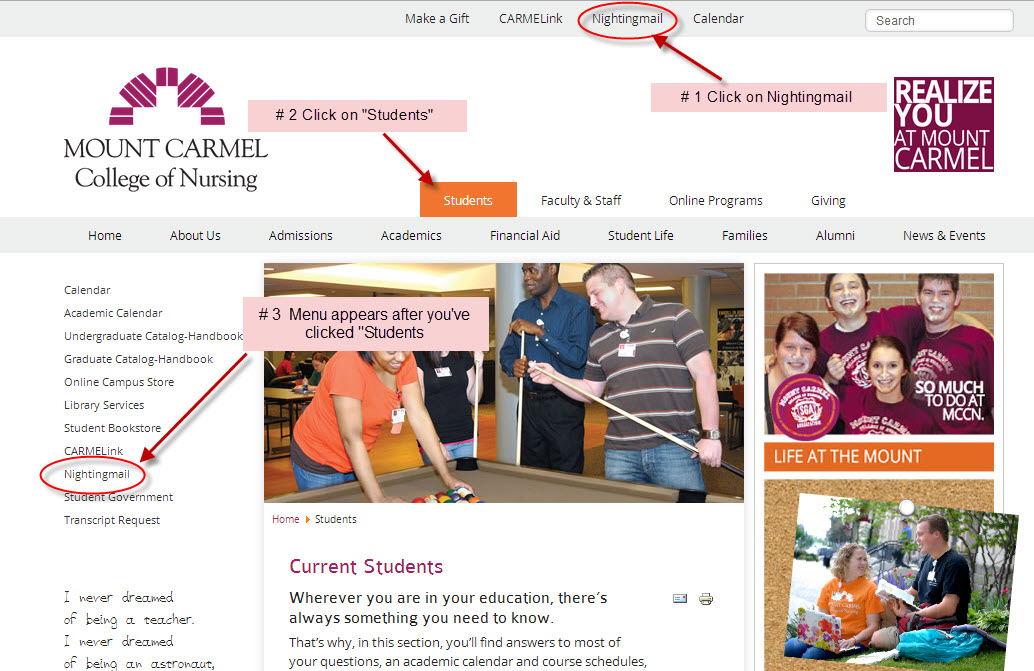 Make a Gift
CARMELink
Nightingmail
Calendar
Search
# 1 Click on Nightingmail
# 2 Click on "Students"
MOUNT CARMEL
College of Nursing
REALIZE
YOU
AT MOUNT
CARMEL
Students
Faculty & Staff
Online Programs
Giving
Home
About Us
Admissions
Academics
Financial Aid
Student Life
Families
Alumni
News & Events
Calendar
Academic Calendar
Undergraduate Catalog-Handbook
Graduate Catalog-Handbook
Online Campus Store
Library Services
Student Bookstore
CARMELink
Nightingmail
Student Government
Transcript Request
# 3 Menu appears after you've
clicked "Students
I never dreamed
of being a teacher.
I never dreamed
of being an astronaut,
Home
Students
Current Students
Wherever you are in your education, there's
always something you need to know.
That's why, in this section, you'll find answers to most of
your questions, an academic calendar and course schedules,
SO MUCH
TO DO AT
MCCN.
LIFE AT THE MOUNT